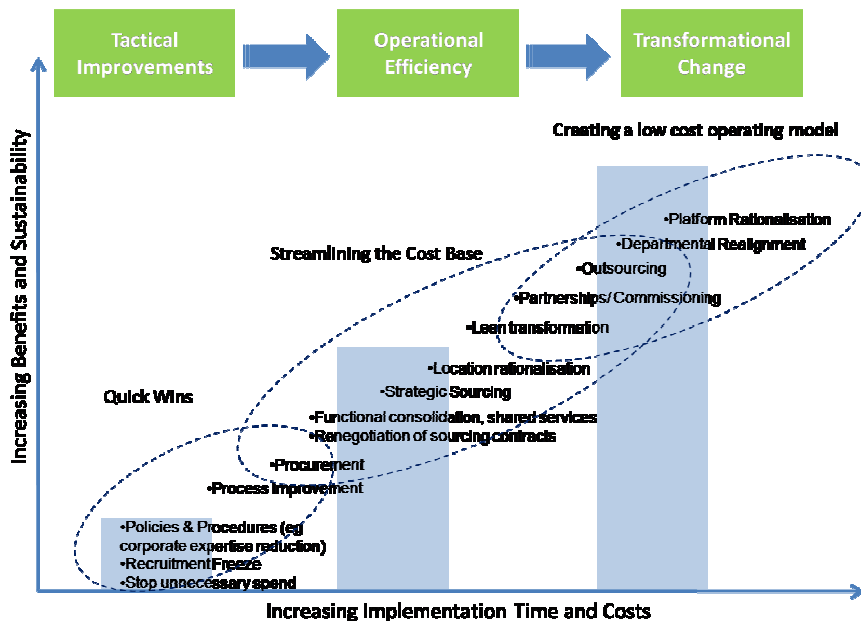 Tactical
Improvements
Operational
Efficiency
Transformational
Change
Creating a low cost operating model
•Platform Rationalisation
•Departmental Realignment
Streamlining the Cost Base
•Outsourcing
•Partnerships/Commissioning
•Lean transformation
•Location rationalisation
•Strategic Sourcing
Quick Wins
•Functional consolidation, shared services
•Renegotiation of sourcing contracts
•Procurement
•Process Improvement
•Policies & Procedures (eg
corporate expertise reduction)
•Recruitment Freeze
•Stop unnecessary spend
Increasing Benefits and Sustainability
Increasing Implementation Time and Costs